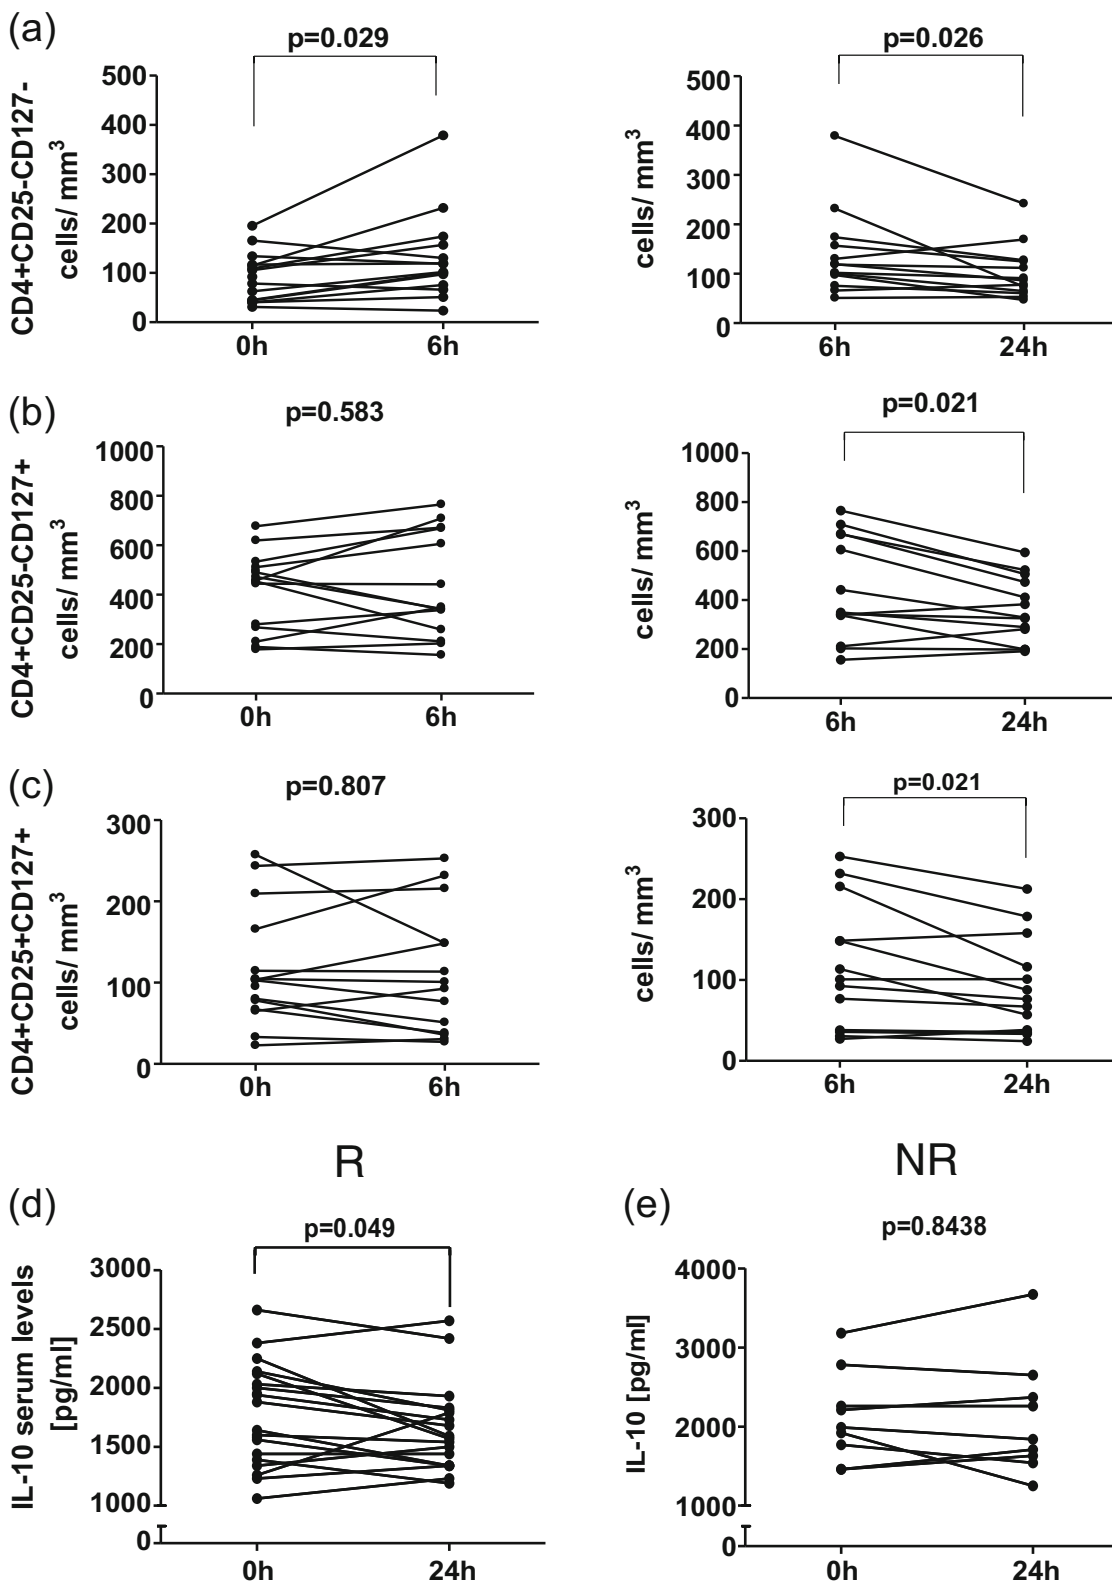 (a)
p=0.029
CD4+CD25-CD127-
cells/ mm³
500
400
300
200
100
0
0h 6h
p=0.026
cells/ mm³
500
400
300
200
100
0
6h 24h
(b)
p=0.583
CD4+CD25-CD127+
cells/ mm³
1000
800
600
400
200
0
0h 6h
p=0.021
cells/ mm³
1000
800
600
400
200
0
6h 24h
(c)
p=0.807
CD4+CD25+CD127+
cells/ mm³
300
200
100
0
0h 6h
p=0.021
cells/ mm³
300
200
100
0
6h 24h
R
(d)
p=0.049
IL-10 serum levels
[pg/ml]
3000
2500
2000
1500
1000
0
0h 24h
NR
(e)
p=0.8438
IL-10 [pg/ml]
4000
3000
2000
1000
0
0h 24h